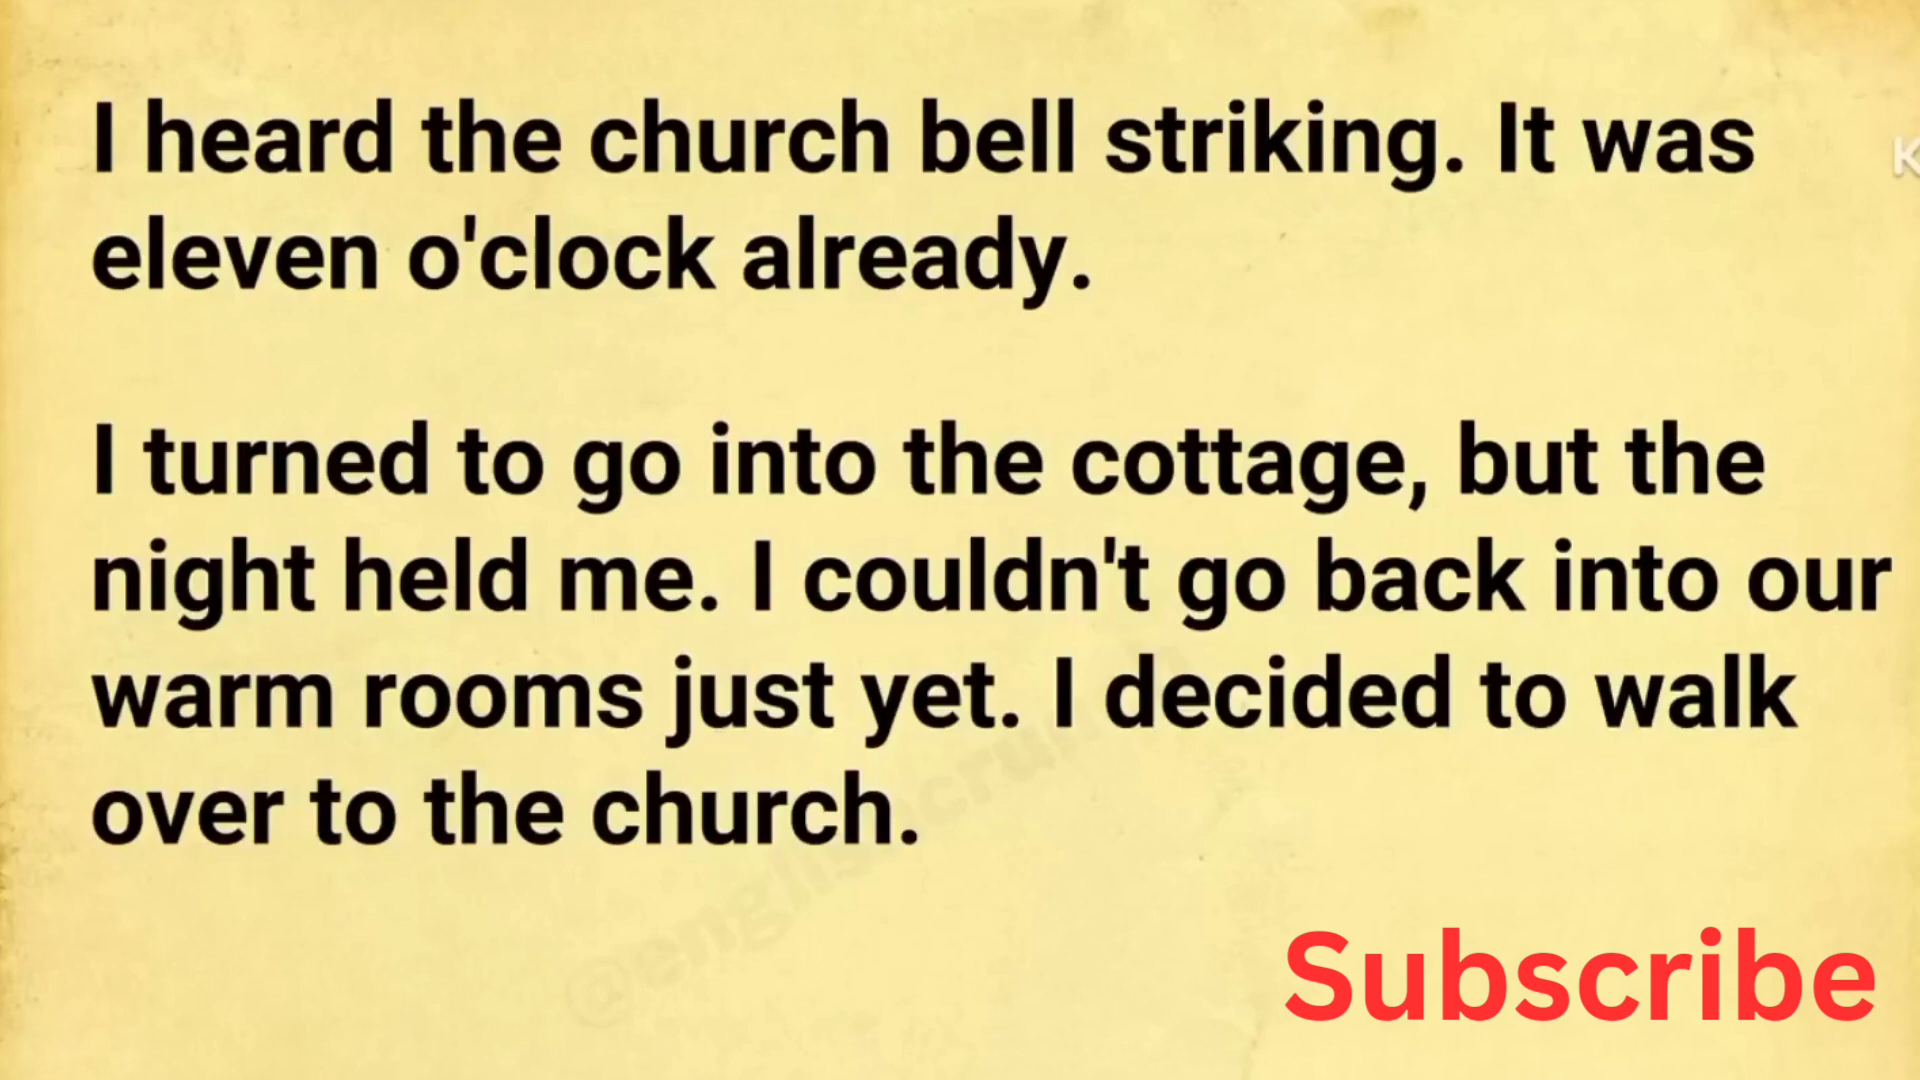 I heard the church bell striking. It was
eleven o'clock already.
I turned to go into the cottage, but the
night held me. I couldn't go back into our
warm rooms just yet. I decided to walk
over to the church.
Subscribe